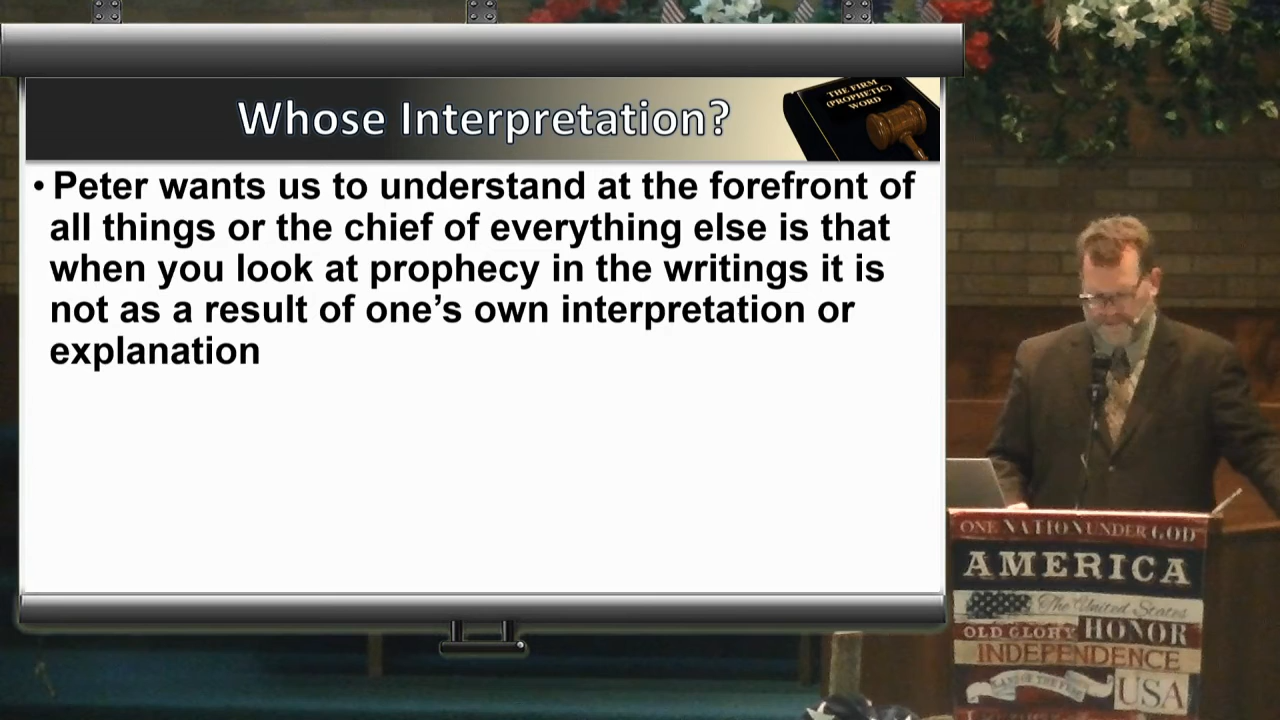 Whose Interpretation?
THE FIRM
(PROPHETIC)
WORD
• Peter wants us to understand at the forefront of
all things or the chief of everything else is that
when you look at prophecy in the writings it is
not as a result of one’s own interpretation or
explanation
ONE NATION UNDER GOD
AMERICA
The United States
OLD GLORY HONOR
INDEPENDENCE
USA